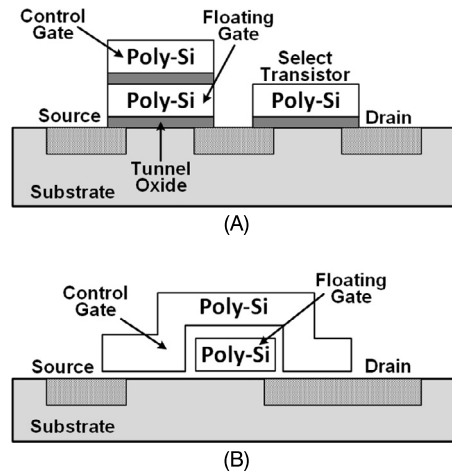 Control
Gate
Floating
Gate
Poly-Si
Select
Transistor
Poly-Si
Poly-Si
Source
Drain
Tunnel
Oxide
Substrate
(A)
Control
Gate
Floating
Gate
Poly-Si
Poly-Si
Source
Drain
Substrate
(B)